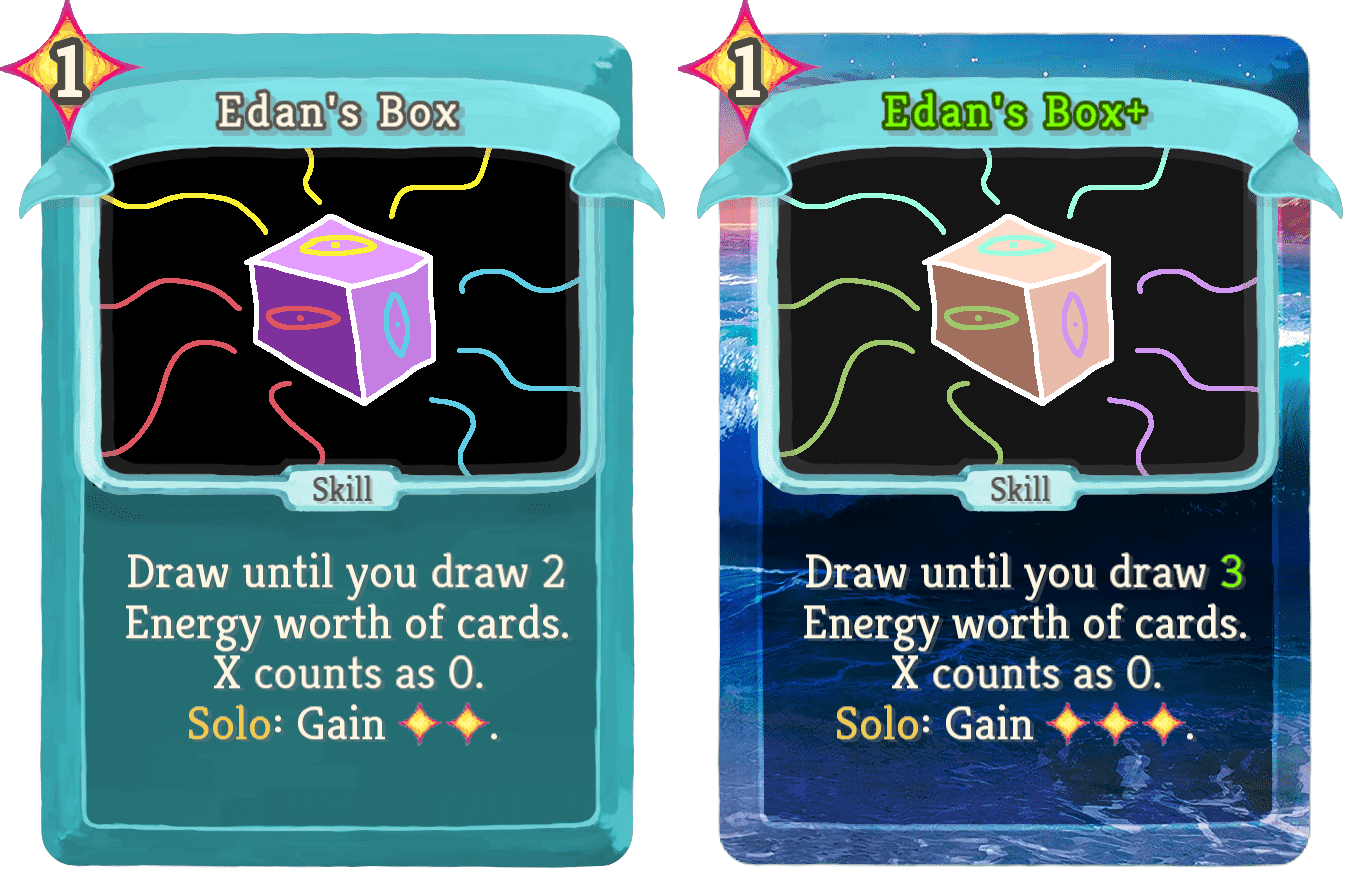 1
Edan's Box
Skill
Draw until you draw 2
Energy worth of cards.
X counts as 0.
Solo: Gain .
1
Edan's Box+
Skill
Draw until you draw 3
Energy worth of cards.
X counts as 0.
Solo: Gain .